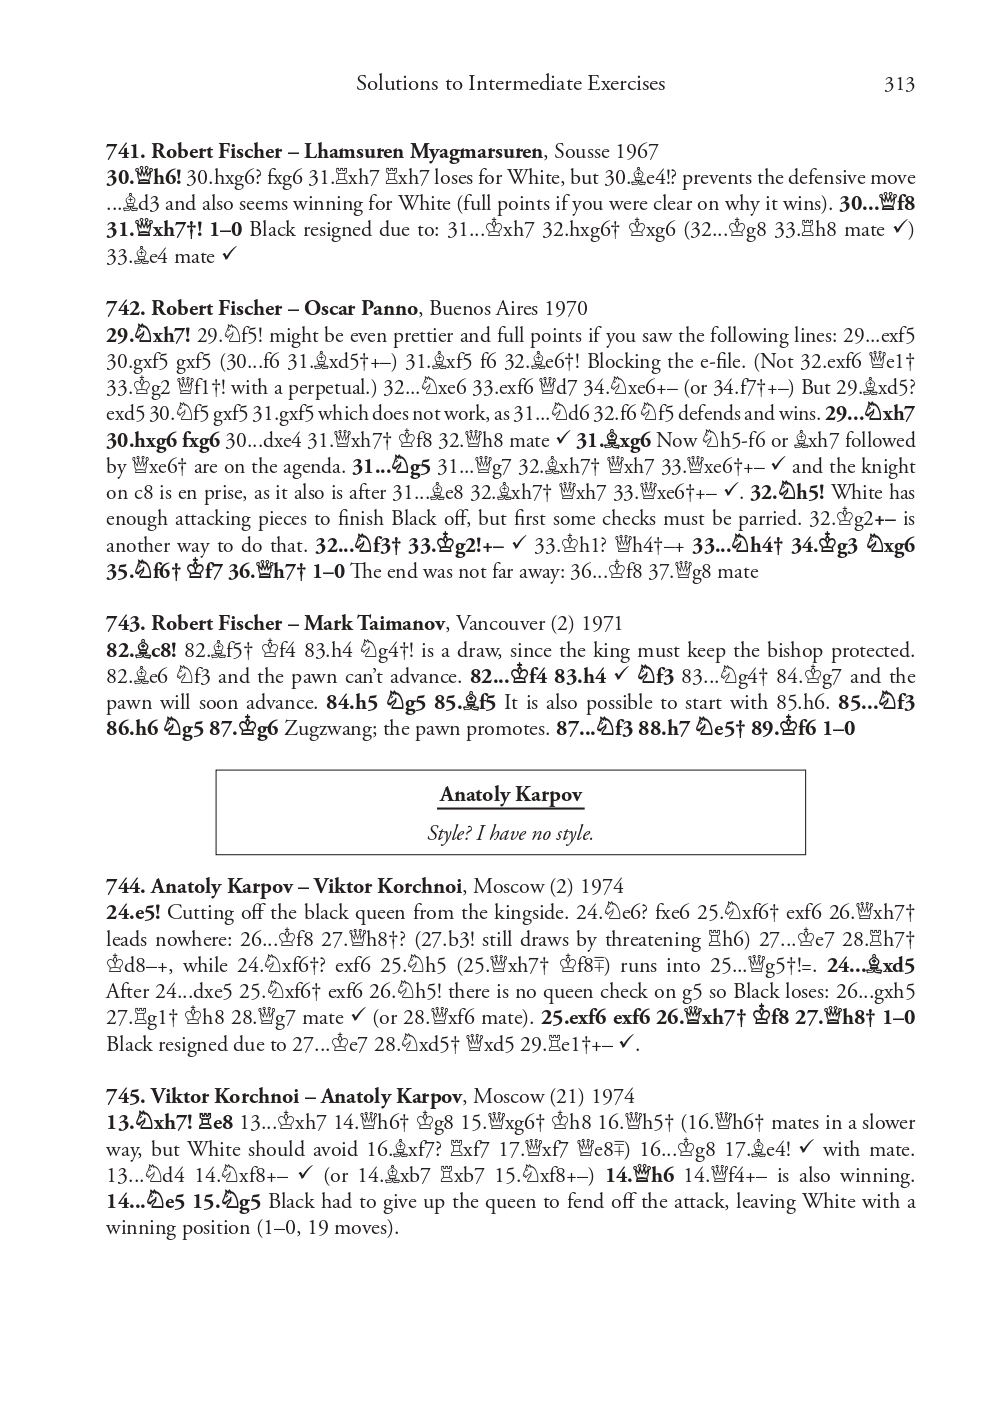 Solutions to Intermediate Exercises 313
741. Robert Fischer – Lhamsuren Myagmarsuren, Sousse 1967
30.♕h6! 30.hxg6? fxg6 31.♖xh7 ♖xh7 loses for White, but 30.♗e4!? prevents the defensive move
...♗d3 and also seems winning for White (full points if you were clear on why it wins). 30...♕f8
31.♕xh7†! 1–0 Black resigned due to: 31...♔xh7 32.hxg6† ♔xg6 (32...♔g8 33.♖h8 mate ✓)
33.♗e4 mate ✓
742. Robert Fischer – Oscar Panno, Buenos Aires 1970
29.♘xh7! 29.♘f5! might be even prettier and full points if you saw the following lines: 29...exf5
30.gxf5 gxf5 (30...f6 31.♗xd5†+–) 31.♗xf5 f6 32.♗e6†! Blocking the e-file. (Not 32.exf6 ♕e1†
33.♔g2 ♕f1†! with a perpetual.) 32...♘xe6 33.exf6 ♕d7 34.♘xe6+– (or 34.f7†+–) But 29.♗xd5?
exd5 30.♘f5 gxf5 31.gxf5 which does not work, as 31...♘d6 32.f6 ♘f5 defends and wins. 29...♘xh7
30.hxg6 fxg6 30...dxe4 31.♕xh7† ♔f8 32.♕h8 mate ✓ 31.♗xg6 Now ♘h5-f6 or ♗xh7 followed
by ♕xe6† are on the agenda. 31...♘g5 31...♕g7 32.♗xh7† ♕xh7 33.♕xe6†+– ✓ and the knight
on c8 is en prise, as it also is after 31...♗e8 32.♗xh7† ♕xh7 33.♕xe6†+– ✓. 32.♘h5! White has
enough attacking pieces to finish Black off, but first some checks must be parried. 32.♔g2+– is
another way to do that. 32...♘f3† 33.♔g2!+– ✓ 33.♔h1? ♕h4†–+ 33...♘h4† 34.♔g3 ♘xg6
35.♘f6† ♔f7 36.♕h7† 1–0 The end was not far away: 36...♔f8 37.♕g8 mate
743. Robert Fischer – Mark Taimanov, Vancouver (2) 1971
82.♗c8! 82.♗f5† ♔f4 83.h4 ♘g4†! is a draw, since the king must keep the bishop protected.
82.♗e6 ♘f3 and the pawn can't advance. 82...♔f4 83.h4 ✓ ♘f3 83...♘g4† 84.♔g7 and the
pawn will soon advance. 84.h5 ♘g5 85.♗f5 It is also possible to start with 85.h6. 85...♘f3
86.h6 ♘g5 87.♔g6 Zugzwang; the pawn promotes. 87...♘f3 88.h7 ♘e5† 89.♔f6 1–0
Anatoly Karpov
Style? I have no style.
744. Anatoly Karpov – Viktor Korchnoi, Moscow (2) 1974
24.e5! Cutting off the black queen from the kingside. 24.♘e6? fxe6 25.♘xf6† exf6 26.♕xh7†
leads nowhere: 26...♔f8 27.♕h8†? (27.b3! still draws by threatening ♖h6) 27...♔e7 28.♖h7†
♔d8–+, while 24.♘xf6†? exf6 25.♘h5 (25.♕xh7† ♔f8∓) runs into 25...♕g5†!=. 24...♗xd5
After 24...dxe5 25.♘xf6† exf6 26.♘h5! there is no queen check on g5 so Black loses: 26...gxh5
27.♖g1† ♔h8 28.♕g7 mate ✓ (or 28.♕xf6 mate). 25.exf6 exf6 26.♕xh7† ♔f8 27.♕h8† 1–0
Black resigned due to 27...♔e7 28.♘xd5† ♕xd5 29.♖e1†+– ✓.
745. Viktor Korchnoi – Anatoly Karpov, Moscow (21) 1974
13.♘xh7! ♖e8 13...♔xh7 14.♕h6† ♔g8 15.♕xg6† ♔h8 16.♕h5† (16.♕h6† mates in a slower
way, but White should avoid 16.♗xf7? ♖xf7 17.♕xf7 ♕e8∓) 16...♔g8 17.♗e4! ✓ with mate.
13...♘d4 14.♘xf8+– ✓ (or 14.♗xb7 ♖xb7 15.♘xf8+–) 14.♕h6 14.♕f4+– is also winning.
14...♘e5 15.♘g5 Black had to give up the queen to fend off the attack, leaving White with a
winning position (1–0, 19 moves).